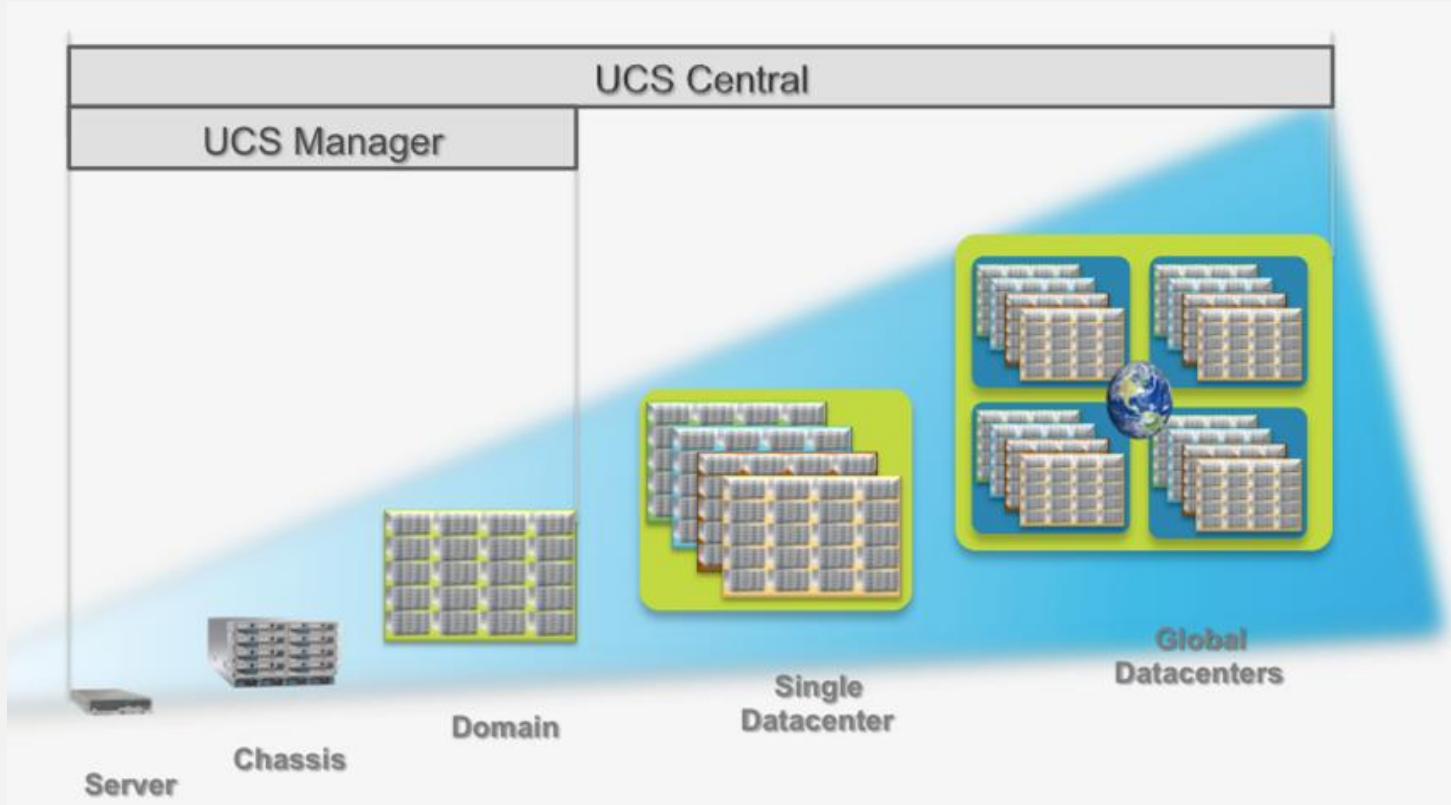 UCS Central
UCS Manager
Global
Datacenters
Single
Datacenter
Domain
Chassis
Server